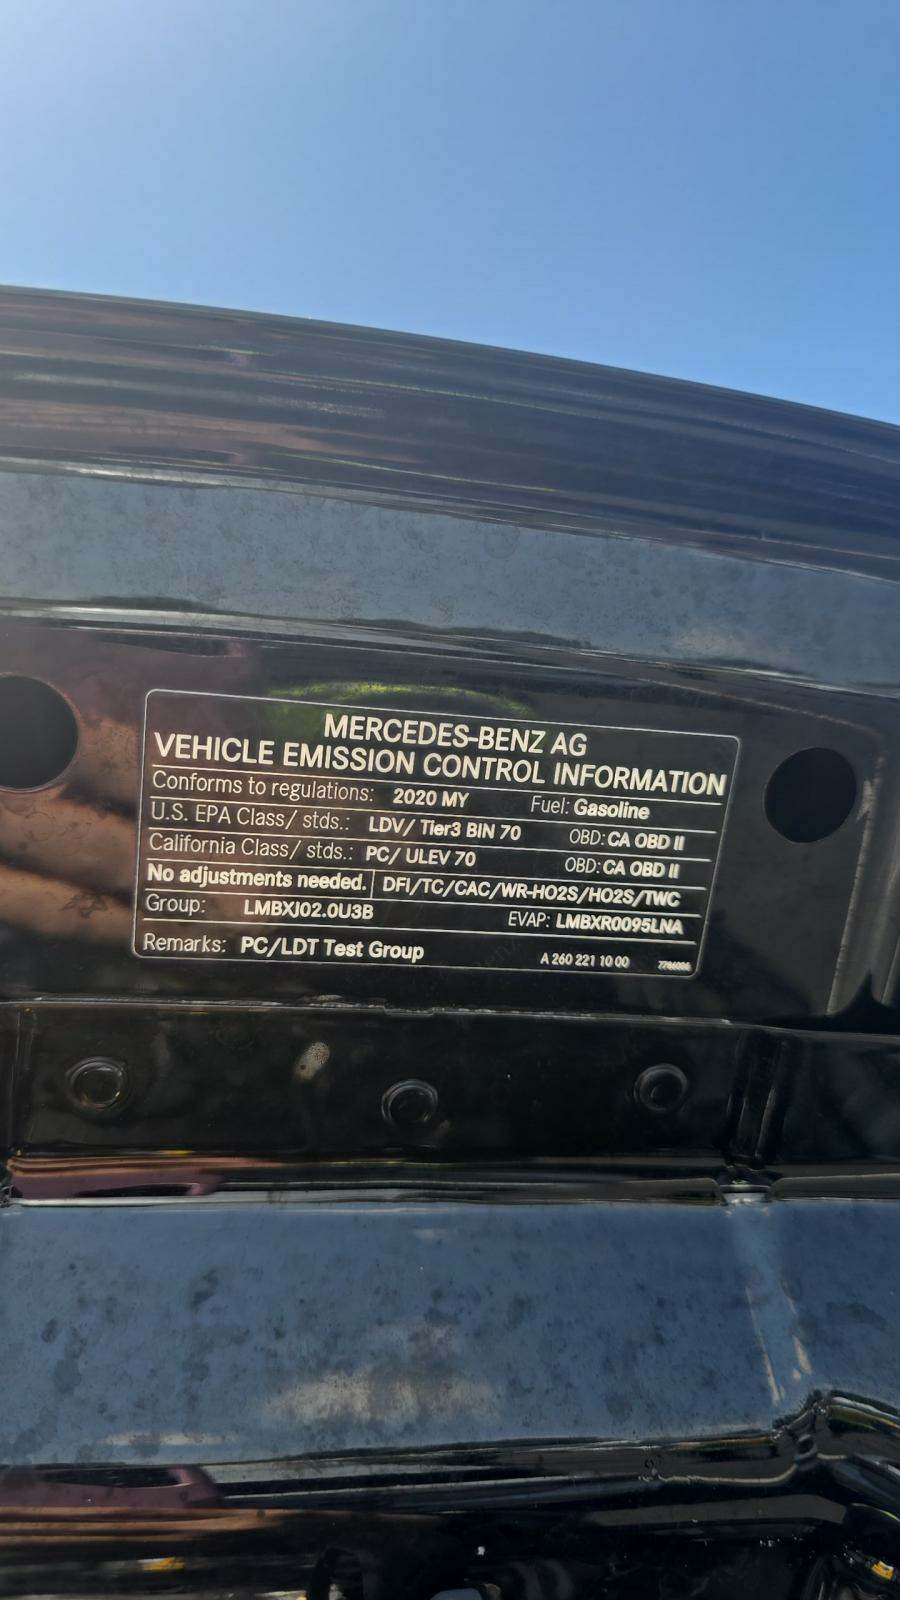 MERCEDES-BENZ AG
VEHICLE EMISSION CONTROL INFORMATION
Conforms to regulations: 2020 MY Fuel: Gasoline
U.S. EPA Class/ stds.: LDV/ Tier3 BIN 70 OBD: CA OBD II
California Class/ stds.: PC/ ULEV 70 OBD: CA OBD II
No adjustments needed. DFI/TC/CAC/WR-HO2S/HO2S/TWC
Group: LMBXJ02.0U3B EVAP: LMBXR0095LNA
Remarks: PC/LDT Test Group A 260 221 10 00